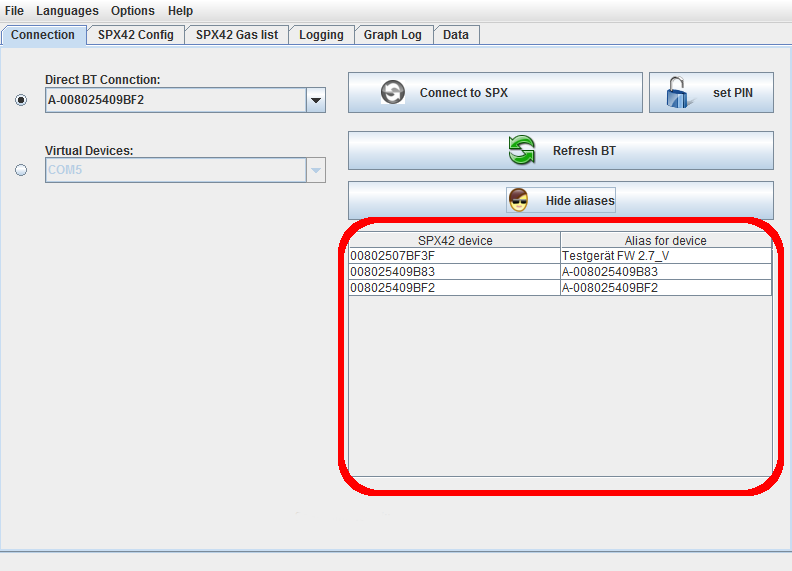 File Languages Options Help
Connection SPX42 Config SPX42 Gas list Logging Graph Log Data
Direct BT Connction:
A-008025409BF2
Connect to SPX
set PIN
Virtual Devices:
COM5
Refresh BT
Hide aliases
SPX42 device Alias for device
00802507BF3F Testgerät FW 2.7_V
008025409B83 A-008025409B83
008025409BF2 A-008025409BF2